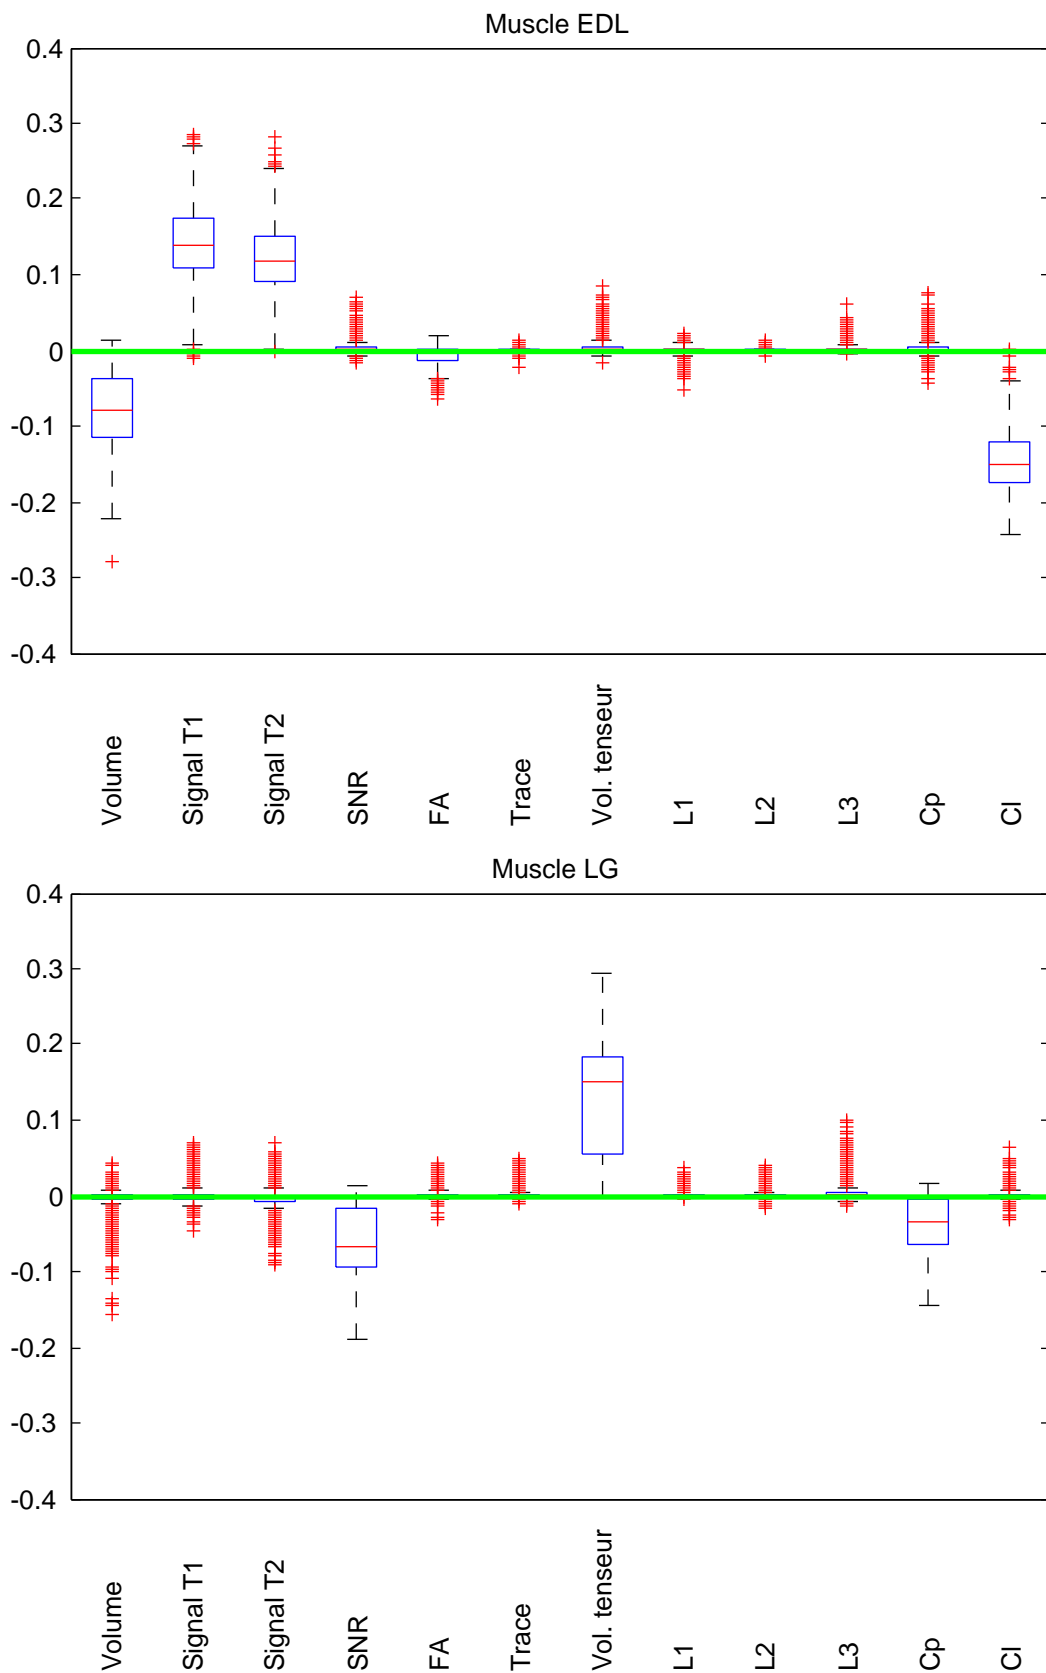 Muscle EDL
0.4
0.3
0.2
0.1
0
-0.1
-0.2
-0.3
-0.4
Volume
Signal T1
Signal T2
SNR
FA
Trace
Vol. tenseur
L1
L2
L3
Cp
Cl
Muscle LG
0.4
0.3
0.2
0.1
0
-0.1
-0.2
-0.3
-0.4
Volume
Signal T1
Signal T2
SNR
FA
Trace
Vol. tenseur
L1
L2
L3
Cp
Cl